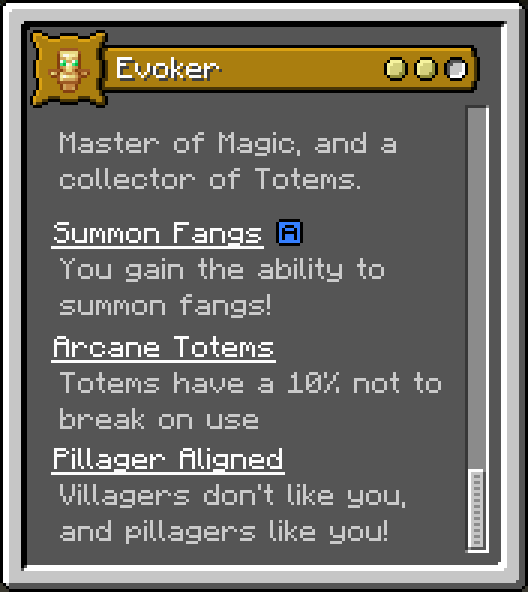 Evoker
Master of Magic, and a
collector of Totems.
Summon Fangs A
You gain the ability to
summon fangs!
Arcane Totems
Totems have a 10% not to
break on use
Pillager Aligned
Villagers don't like you,
and pillagers like you!